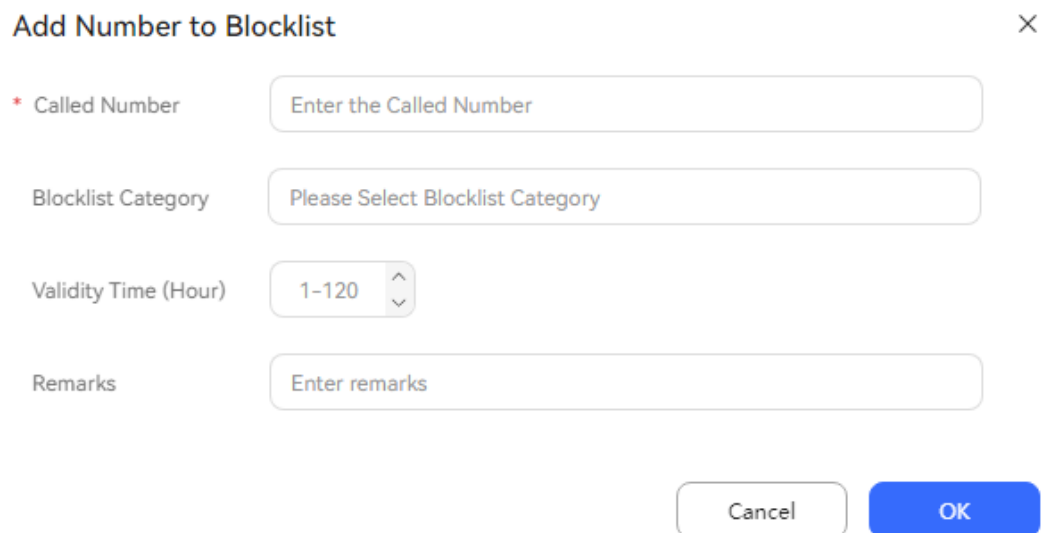 Add Number to Blocklist
* Called Number Enter the Called Number
Blocklist Category Please Select Blocklist Category
Validity Time (Hour) 1-120
Remarks Enter remarks
Cancel OK